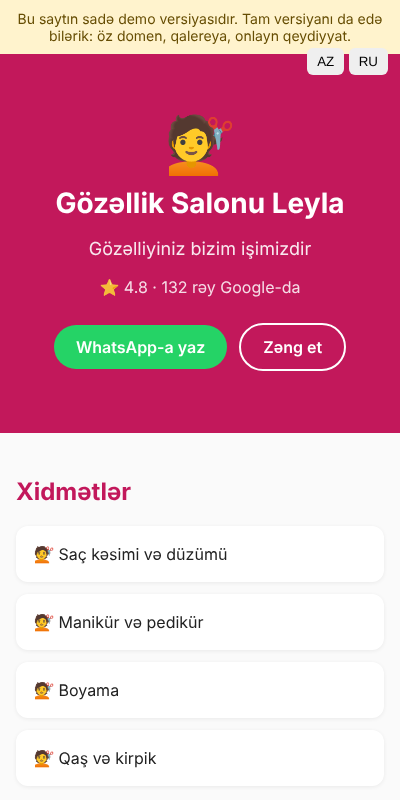 Bu saytın sadə demo versiyasıdır. Tam versiyanı da edə
bilərik: öz domen, qalereya, onlayn qeydiyyat.
AZ RU
Gözəllik Salonu Leyla
Gözəlliyiniz bizim işimizdir
⭐ 4.8 · 132 rəy Google-da
WhatsApp-a yaz Zəng et
Xidmətlər
💇 Saç kəsimi və düzümü
💇 Manikür və pedikür
💇 Boyama
💇 Qaş və kirpik